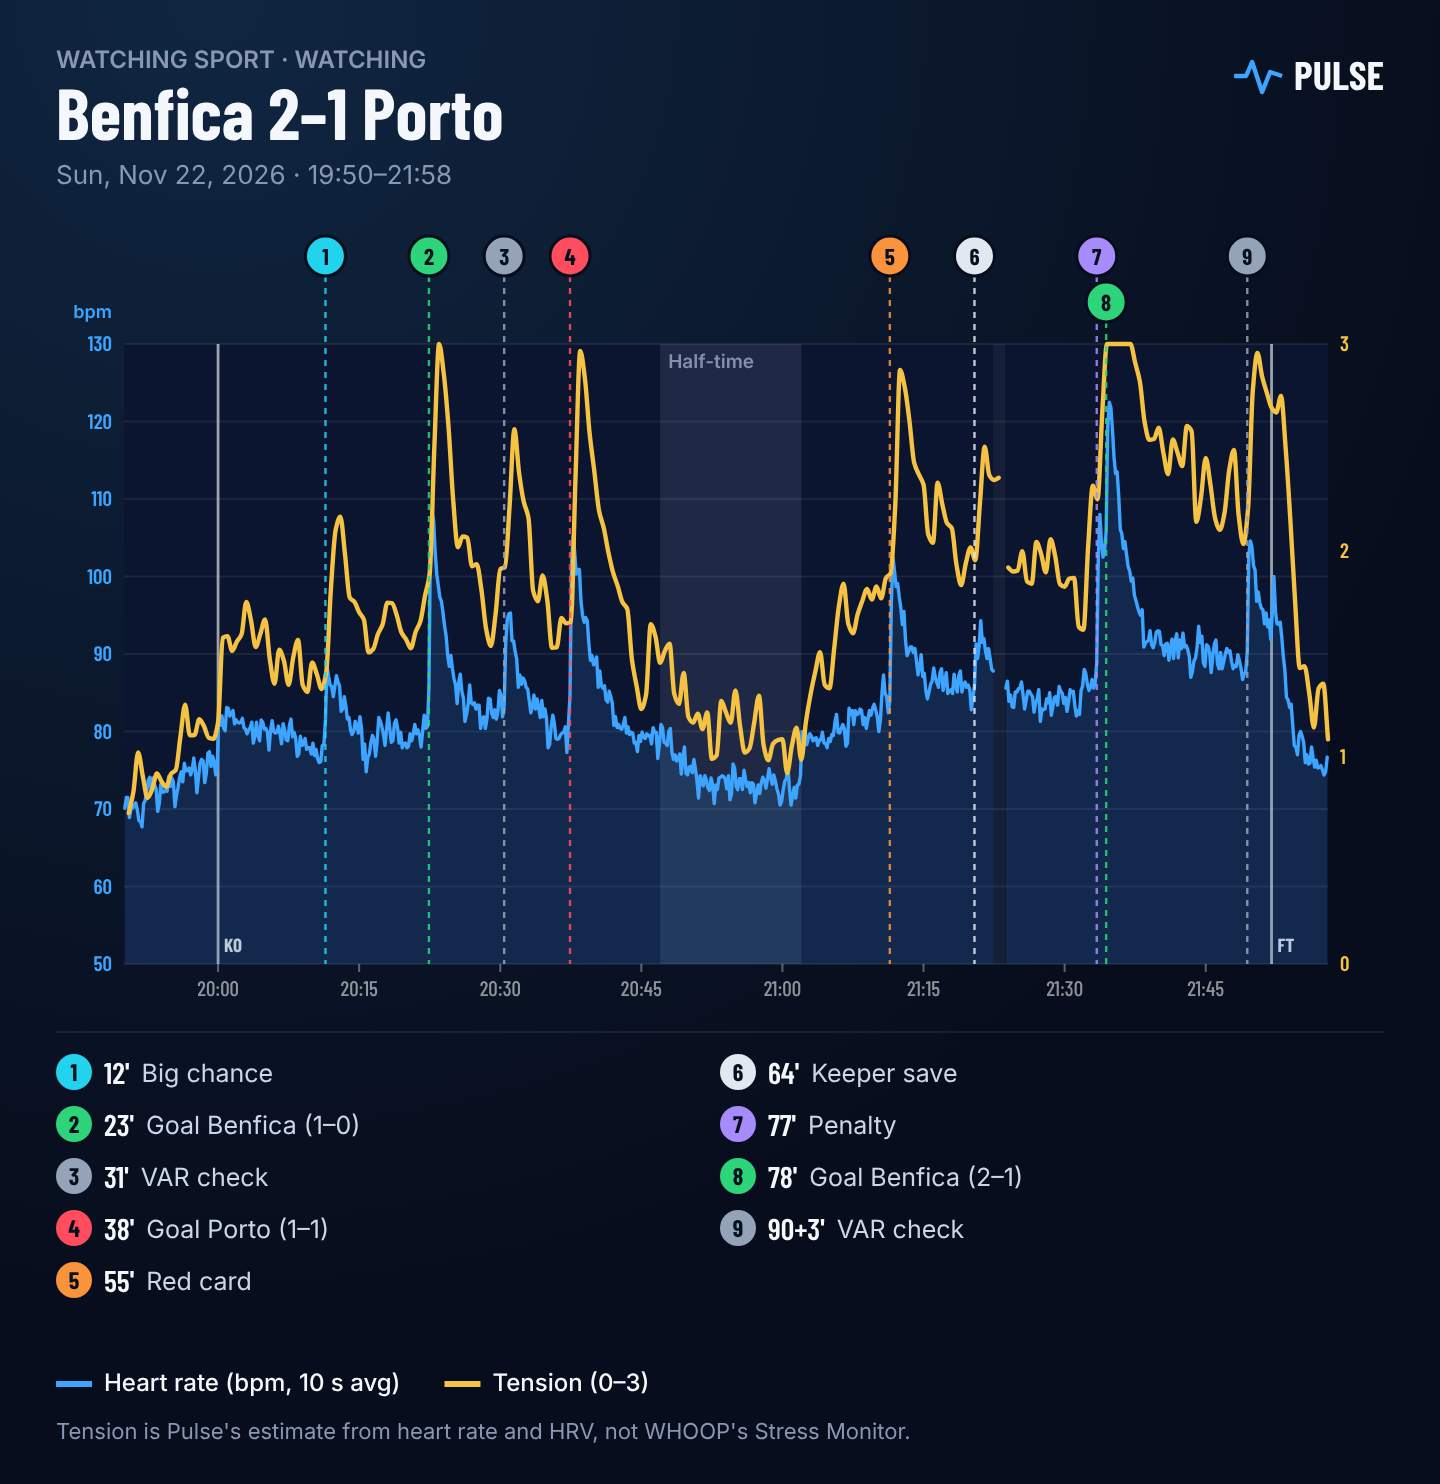 WATCHING SPORT · WATCHING
PULSE
Benfica 2–1 Porto
Sun, Nov 22, 2026 · 19:50–21:58
1 2 3 4 5 6 7 9
8
bpm
130 3
Half-time
120
110
2
100
90
80
1
70
60
KO FT
50 0
20:00 20:15 20:30 20:45 21:00 21:15 21:30 21:45
1 12' Big chance
2 23' Goal Benfica (1–0)
3 31' VAR check
4 38' Goal Porto (1–1)
5 55' Red card
6 64' Keeper save
7 77' Penalty
8 78' Goal Benfica (2–1)
9 90+3' VAR check
Heart rate (bpm, 10 s avg) Tension (0–3)
Tension is Pulse's estimate from heart rate and HRV, not WHOOP's Stress Monitor.